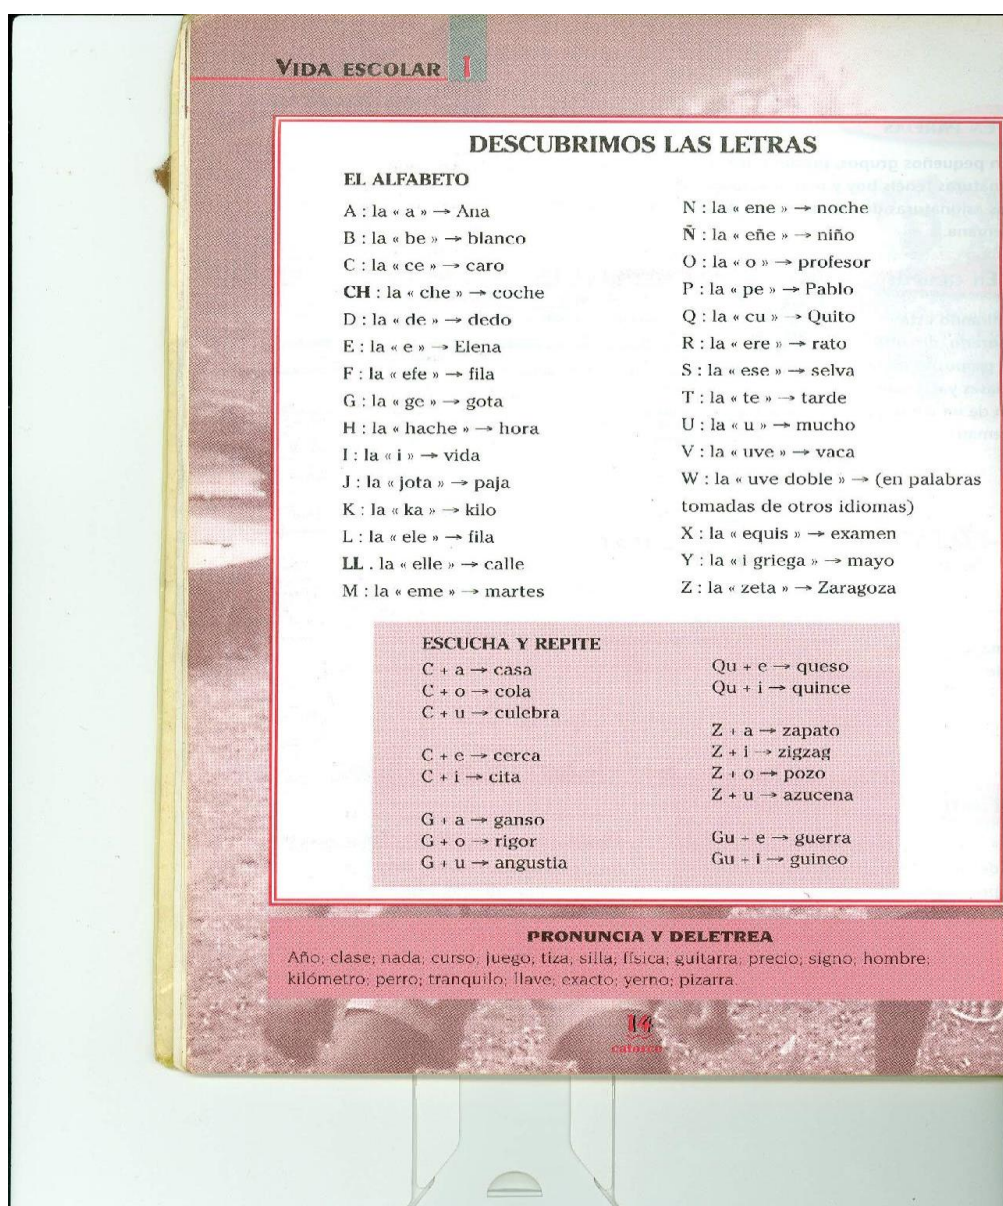 VIDA ESCOLAR I
DESCUBRIMOS LAS LETRAS
EL ALFABETO
A : la « a » → Ana
B : la « be » → blanco
C : la « ce » → caro
CH : la « che » → coche
D : la « de » → dedo
E : la « e » → Elena
F : la « efe » → fila
G : la « ge » → gota
H : la « hache » → hora
I : la « i » → vida
J : la « jota » → paja
K : la « ka » → kilo
L : la « ele » → fila
LL . la « elle » → calle
M : la « eme » → martes
N : la « ene » → noche
Ñ : la « eñe » → niño
O : la « o » → profesor
P : la « pe » → Pablo
Q : la « cu » → Quito
R : la « ere » → rato
S : la « ese » → selva
T : la « te » → tarde
U : la « u » → mucho
V : la « uve » → vaca
W : la « uve doble » → (en palabras
tomadas de otros idiomas)
X : la « equis » → examen
Y : la « i griega » → mayo
Z : la « zeta » → Zaragoza
ESCUCHA Y REPITE
C + a → casa
C + o → cola
C + u → culebra
C + e → cerca
C + i → cita
G + a → ganso
G + o → rigor
G + u → angustia
Qu + e → queso
Qu + i → quince
Z + a → zapato
Z + i → zigzag
Z + o → pozo
Z + u → azucena
Gu + e → guerra
Gu + i → guineo
PRONUNCIA Y DELETREA
Año; clase; nada; curso; juego; tiza; silla; física; guitarra; precio; signo; hombre;
kilómetro; perro; tranquilo; llave; exacto; yerno; pizarra.
14
catorce